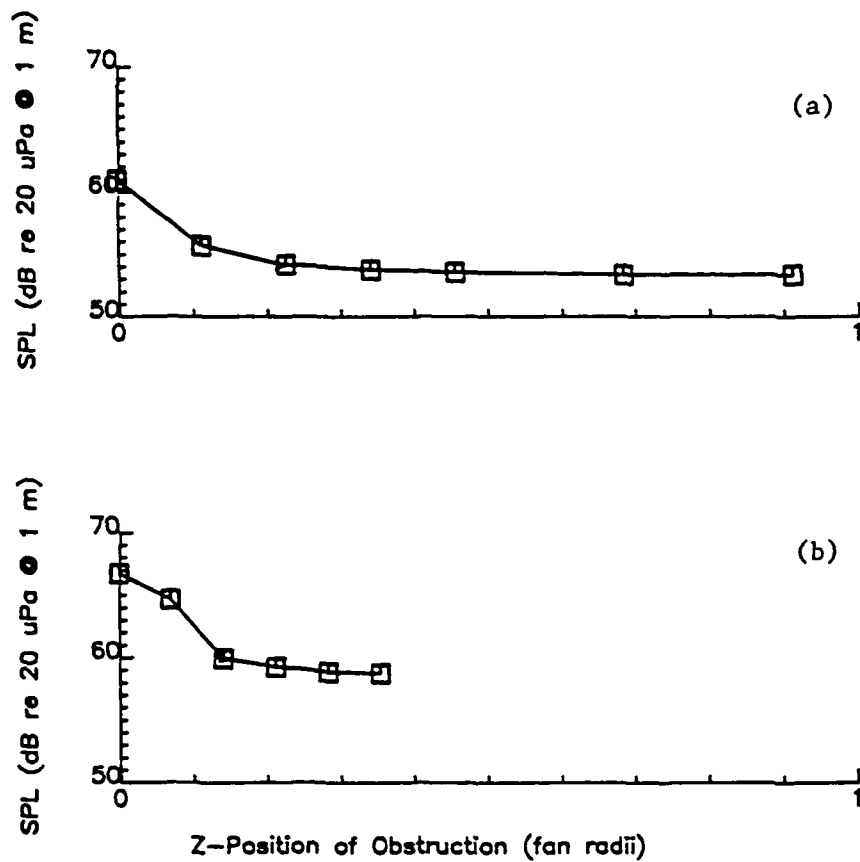 SPL (dB re 20 uPa @ 1 m)
70
60
50
0
1
(a)
SPL (dB re 20 uPa @ 1 m)
70
60
50
0
1
(b)
Z-Position of Obstruction (fan radii)